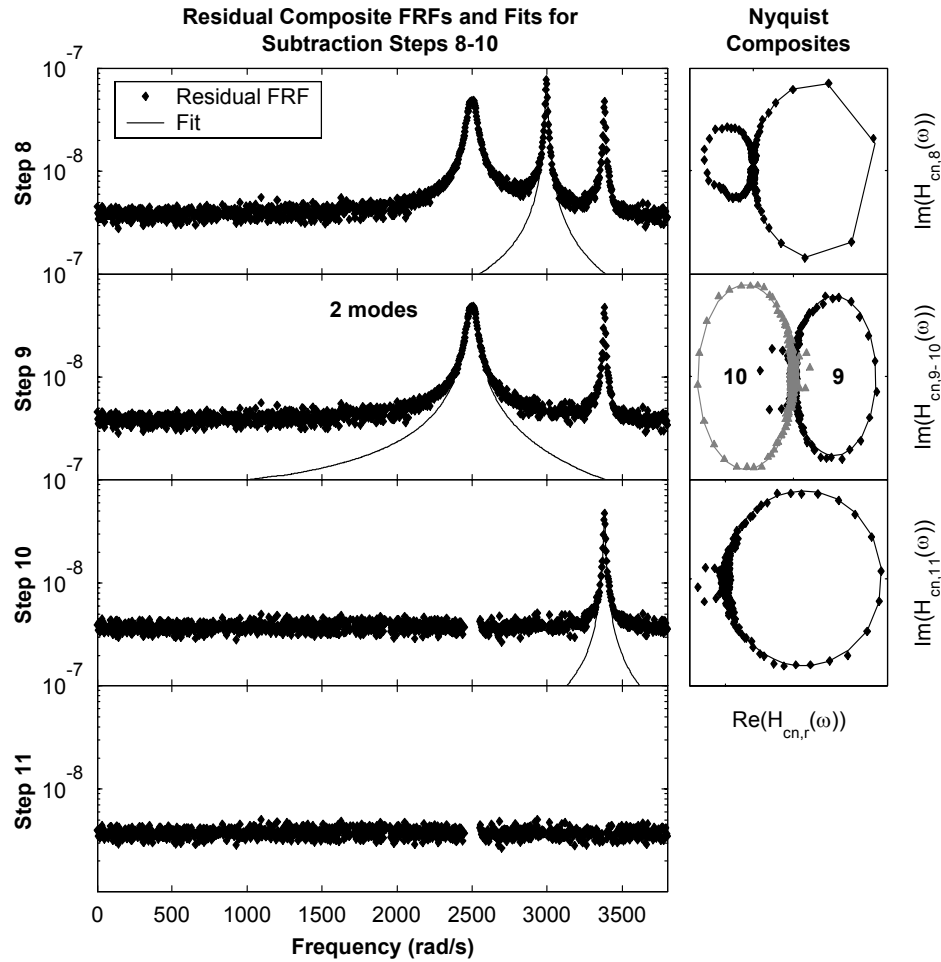 Residual Composite FRFs and Fits for
Subtraction Steps 8-10
Nyquist
Composites
10^-7
Residual FRF
Fit
Step 8
10^-8
Im(H_cn,8(ω))
10^-7
2 modes
Step 9
10^-8
10
9
Im(H_cn,9-10(ω))
10^-7
Step 10
10^-8
Im(H_cn,11(ω))
10^-7
Re(H_cn,r(ω))
Step 11
10^-8
0 500 1000 1500 2000 2500 3000 3500
Frequency (rad/s)